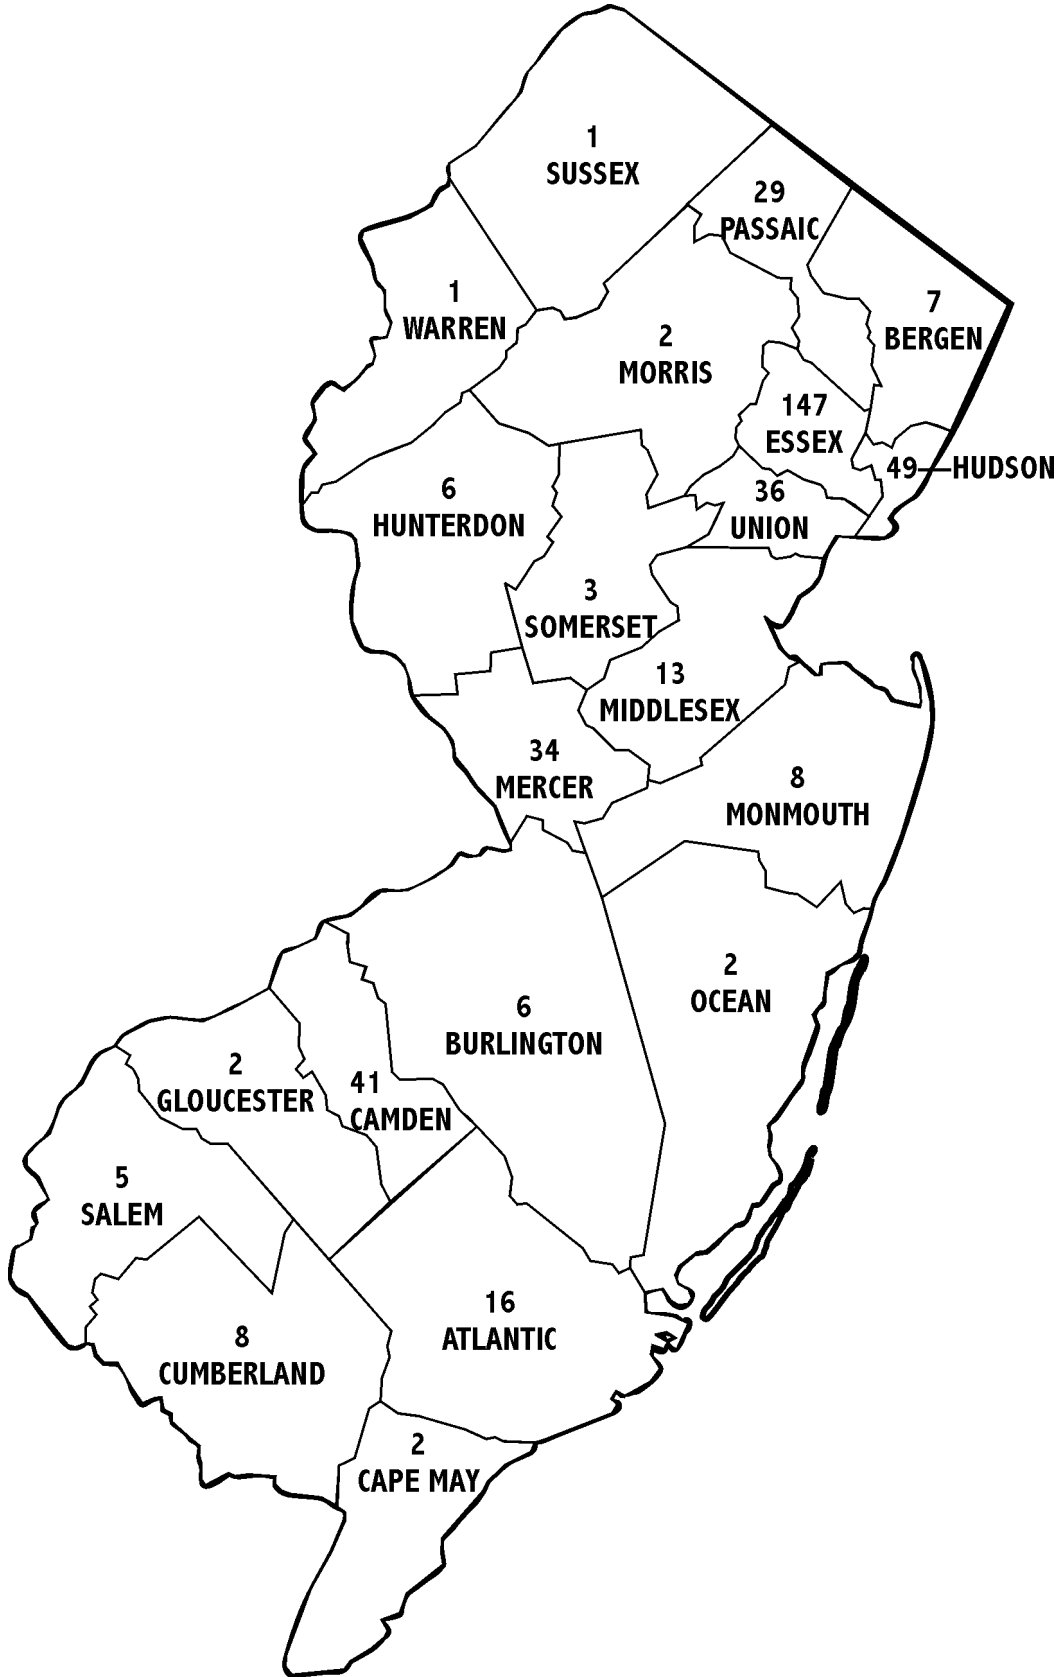 1
SUSSEX
29
PASSAIC
1
WARREN
7
BERGEN
2
MORRIS
147
ESSEX
49 HUDSON
6
HUNTERDON
36
UNION
3
SOMERSET
13
MIDDLESEX
34
MERCER
8
MONMOUTH
2
OCEAN
6
BURLINGTON
2
GLOUCESTER
41
CAMDEN
5
SALEM
16
ATLANTIC
8
CUMBERLAND
2
CAPE MAY